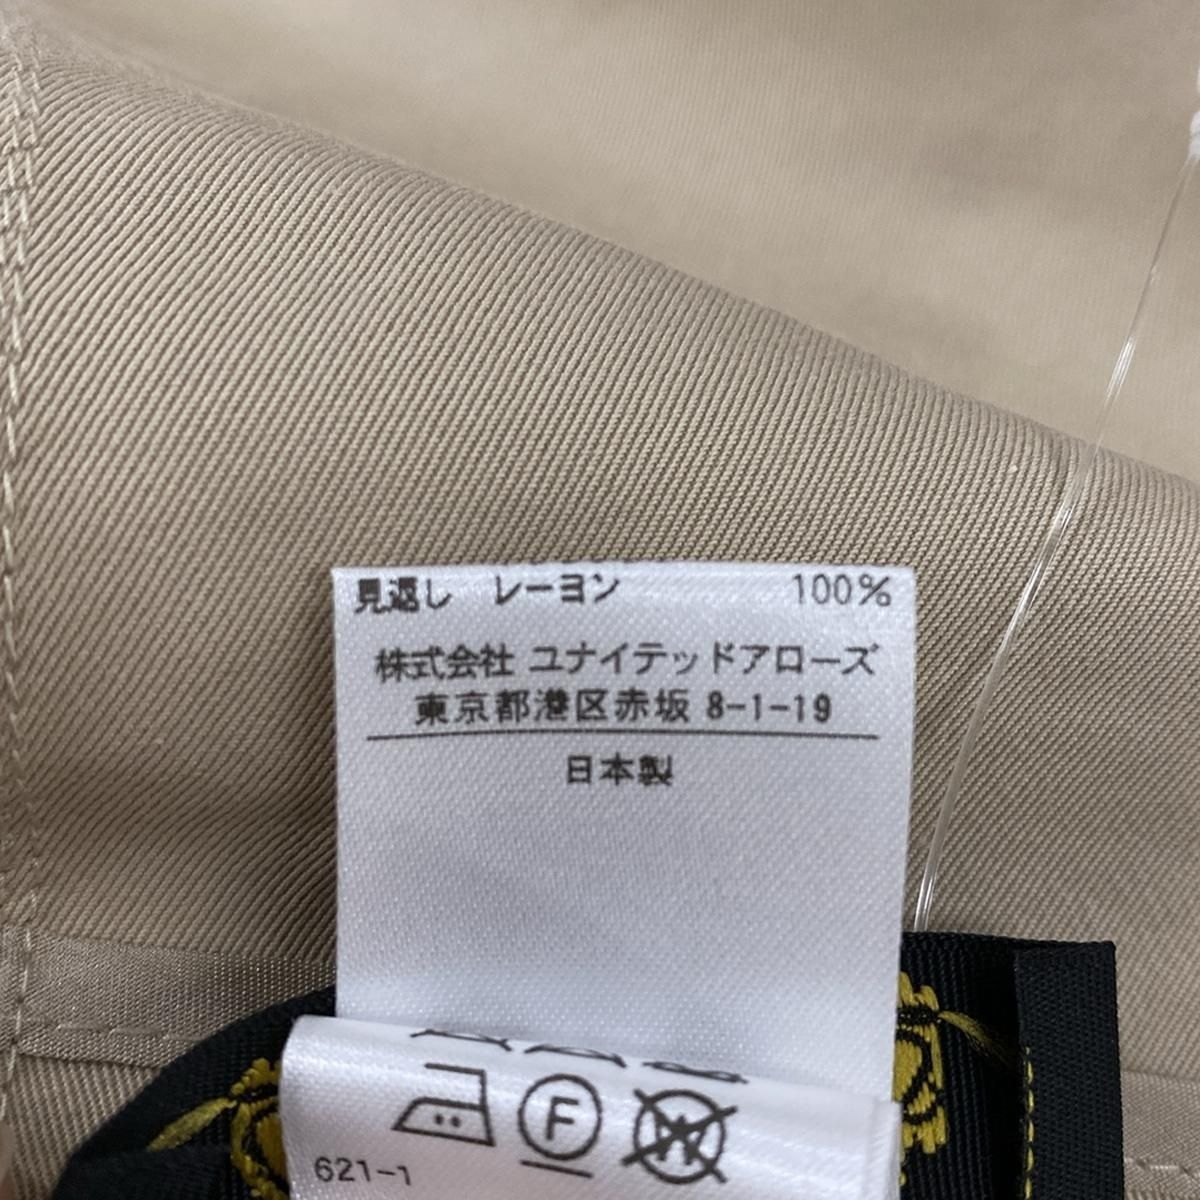 見返し レーヨン 100%
株式会社 ユナイテッドアローズ
東京都港区赤坂 8-1-19
日本製
F
W
621-1